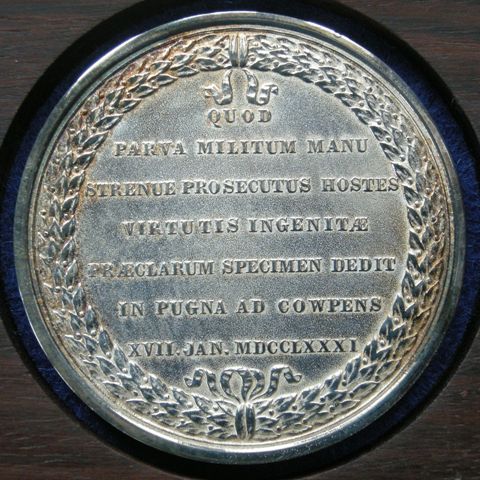 QUOD
PARVA MILITUM MANU
STRENUE PROSECUTUS HOSTES
VIRTUTIS INGENITÆ
PRÆCLARUM SPECIMEN DEDIT
IN PUGNA AD COWPENS
XVII. JAN. MDCCLXXXI